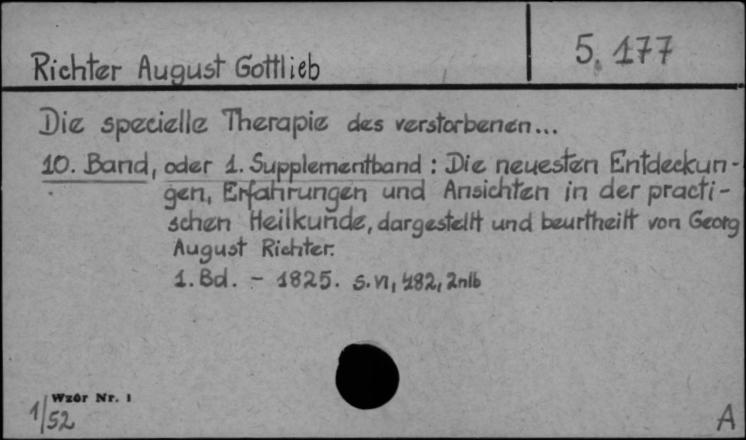 Richter August Gottlieb
5.177
Die specielle Therapie des verstorbenen...
10. Band, oder 1. Supplementband : Die neuesten Entdeckun-
gen, Erfahrungen und Ansichten in der practi-
schen Heilkunde, dargestellt und beurtheilt von Georg
August Richter.
1. Bd. - 1825. s. VI, 482, 2nlb
Wzór Nr. 1
1/52
A